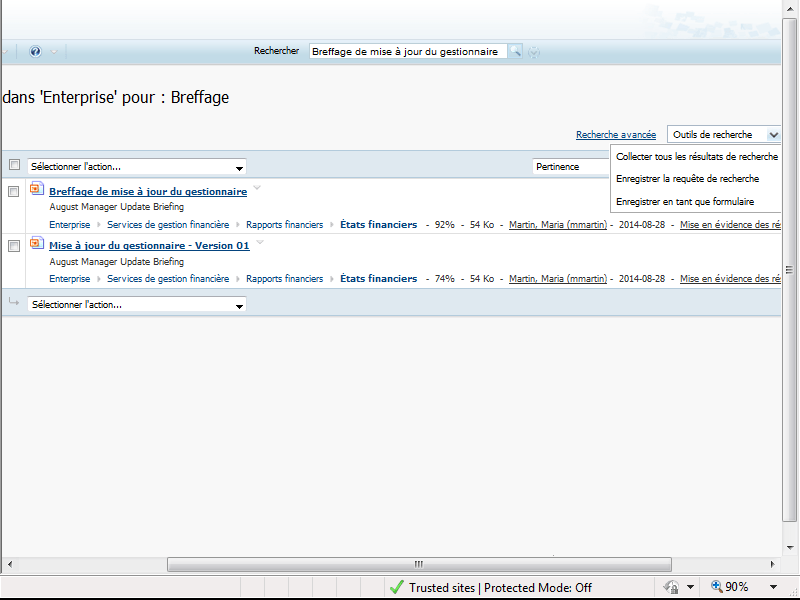 Rechercher Breffage de mise à jour du gestionnaire
dans 'Enterprise' pour : Breffage
Recherche avancée Outils de recherche
Sélectionner l'action... Pertinence
Collecter tous les résultats de recherche
Enregistrer la requête de recherche
Enregistrer en tant que formulaire
Breffage de mise à jour du gestionnaire
August Manager Update Briefing
Enterprise Services de gestion financière Rapports financiers États financiers - 92% - 54 Ko - Martin, Maria (mmartin) - 2014-08-28 - Mise en évidence des ré
Mise à jour du gestionnaire - Version 01
August Manager Update Briefing
Enterprise Services de gestion financière Rapports financiers États financiers - 74% - 54 Ko - Martin, Maria (mmartin) - 2014-08-28 - Mise en évidence des ré
Sélectionner l'action...
Trusted sites | Protected Mode: Off 90%